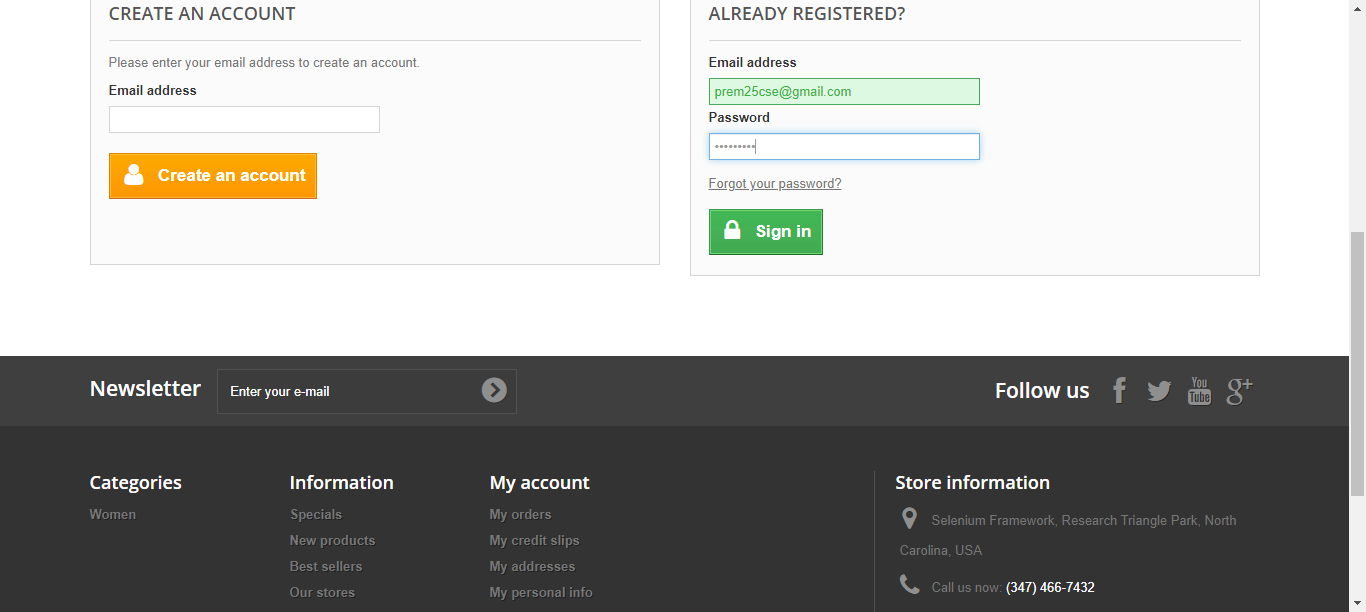 CREATE AN ACCOUNT
Please enter your email address to create an account.
Email address
Create an account
ALREADY REGISTERED?
Email address
prem25cse@gmail.com
Password
•••••••••
Forgot your password?
Sign in
Newsletter
Enter your e-mail
Follow us
You
Tube
g+
Categories
Women
Information
Specials
New products
Best sellers
Our stores
My account
My orders
My credit slips
My addresses
My personal info
Store information
Selenium Framework, Research Triangle Park, North
Carolina, USA
Call us now: (347) 466-7432